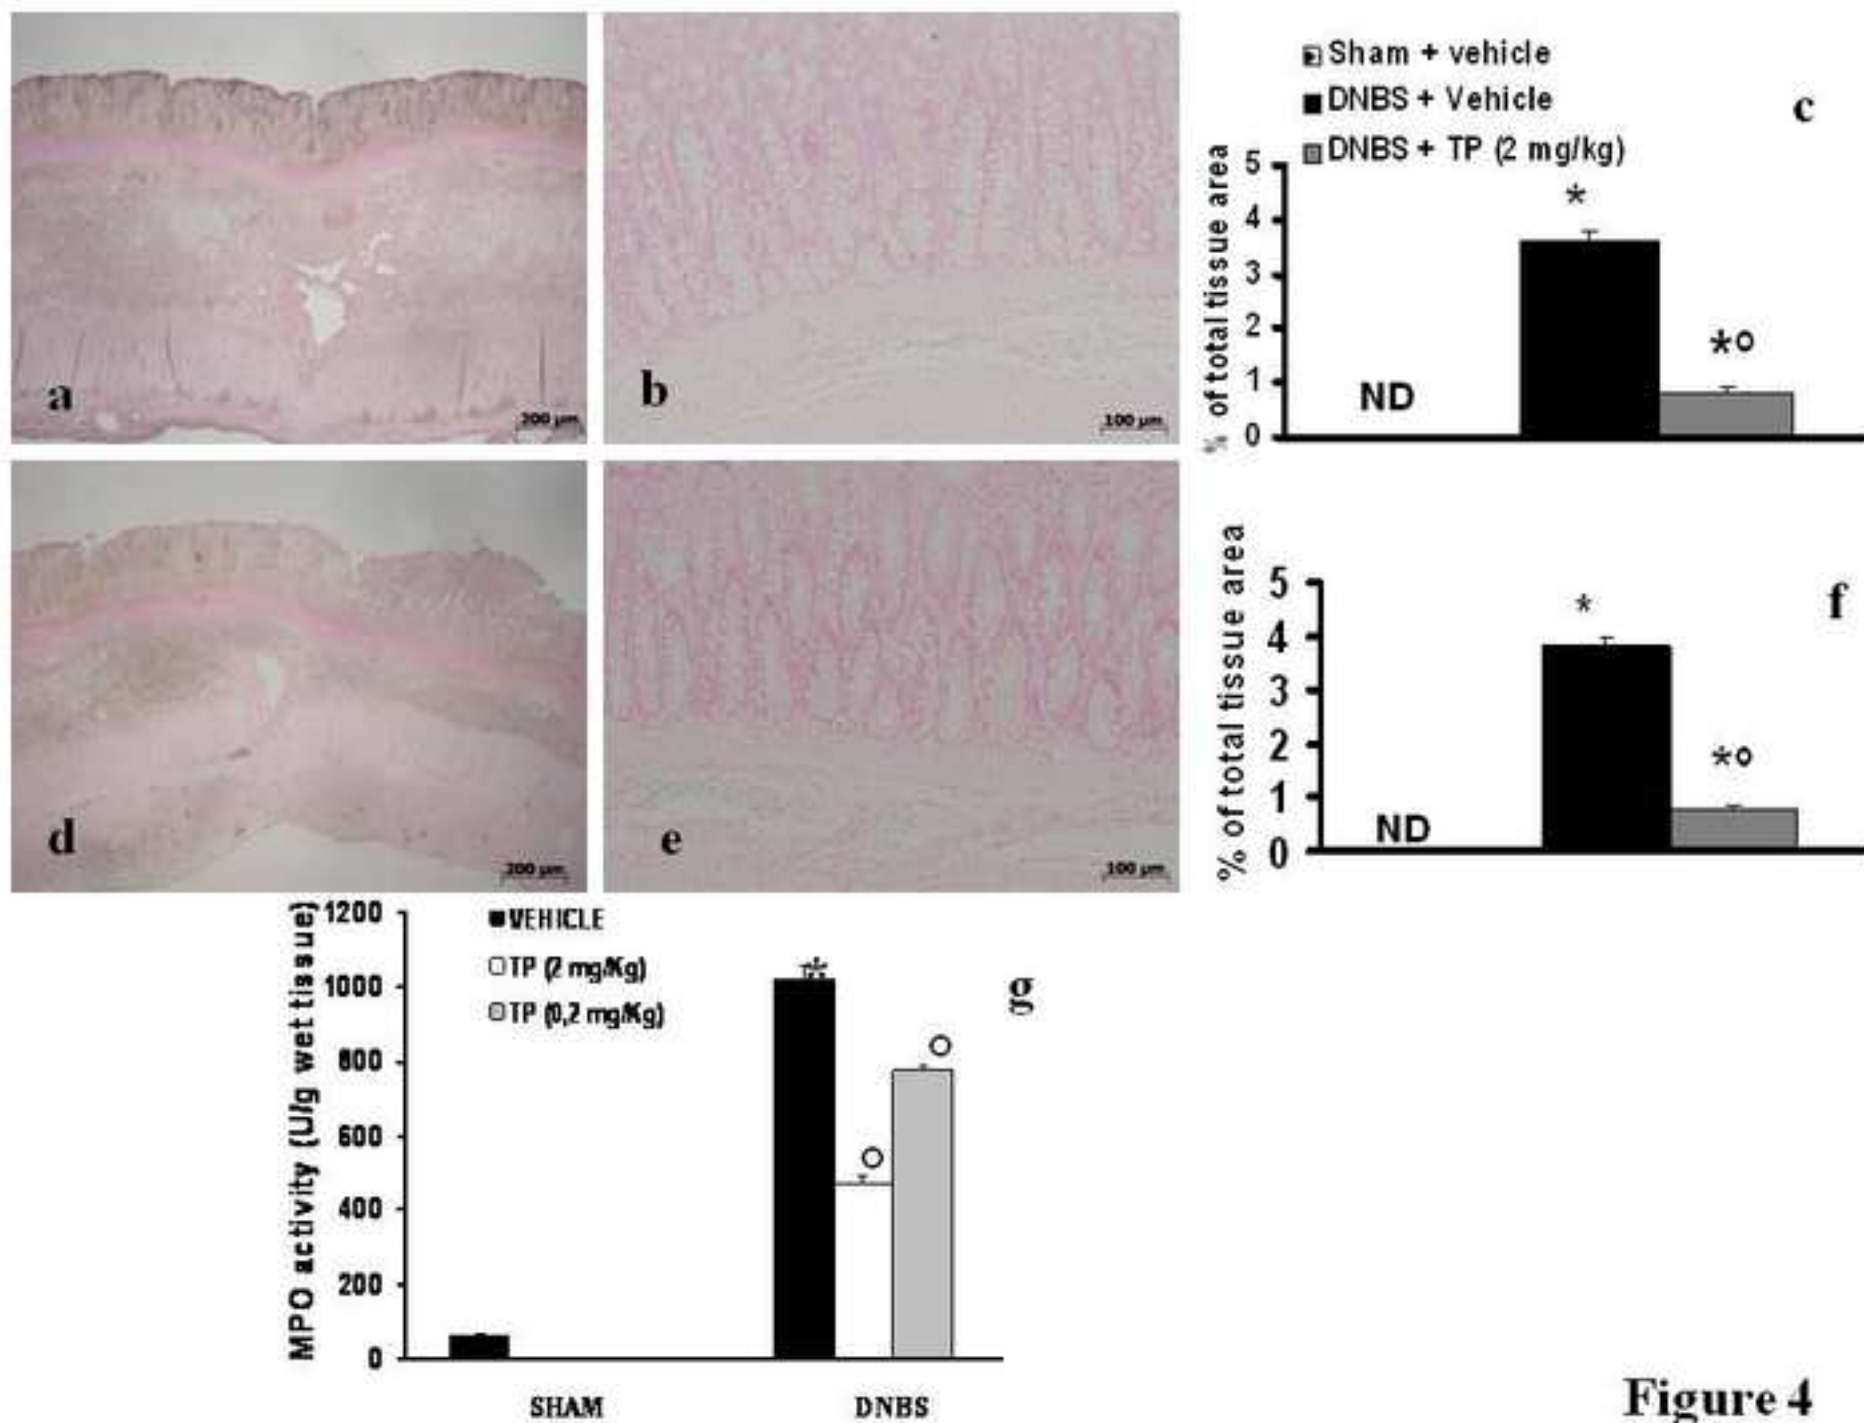 a
200 µm
b
100 µm
Sham + vehicle
DNBS + Vehicle
DNBS + TP (2 mg/kg)
c
% of total tissue area
5
4
3
2
1
0
*
*o
ND
d
200 µm
e
100 µm
f
% of total tissue area
5
4
3
2
1
0
*
*o
ND
MPO activity (U/g wet tissue)
1200
1000
800
600
400
200
0
VEHICLE
TP (2 mg/Kg)
TP (0,2 mg/Kg)
g
*
o
o
SHAM
DNBS
Figure 4